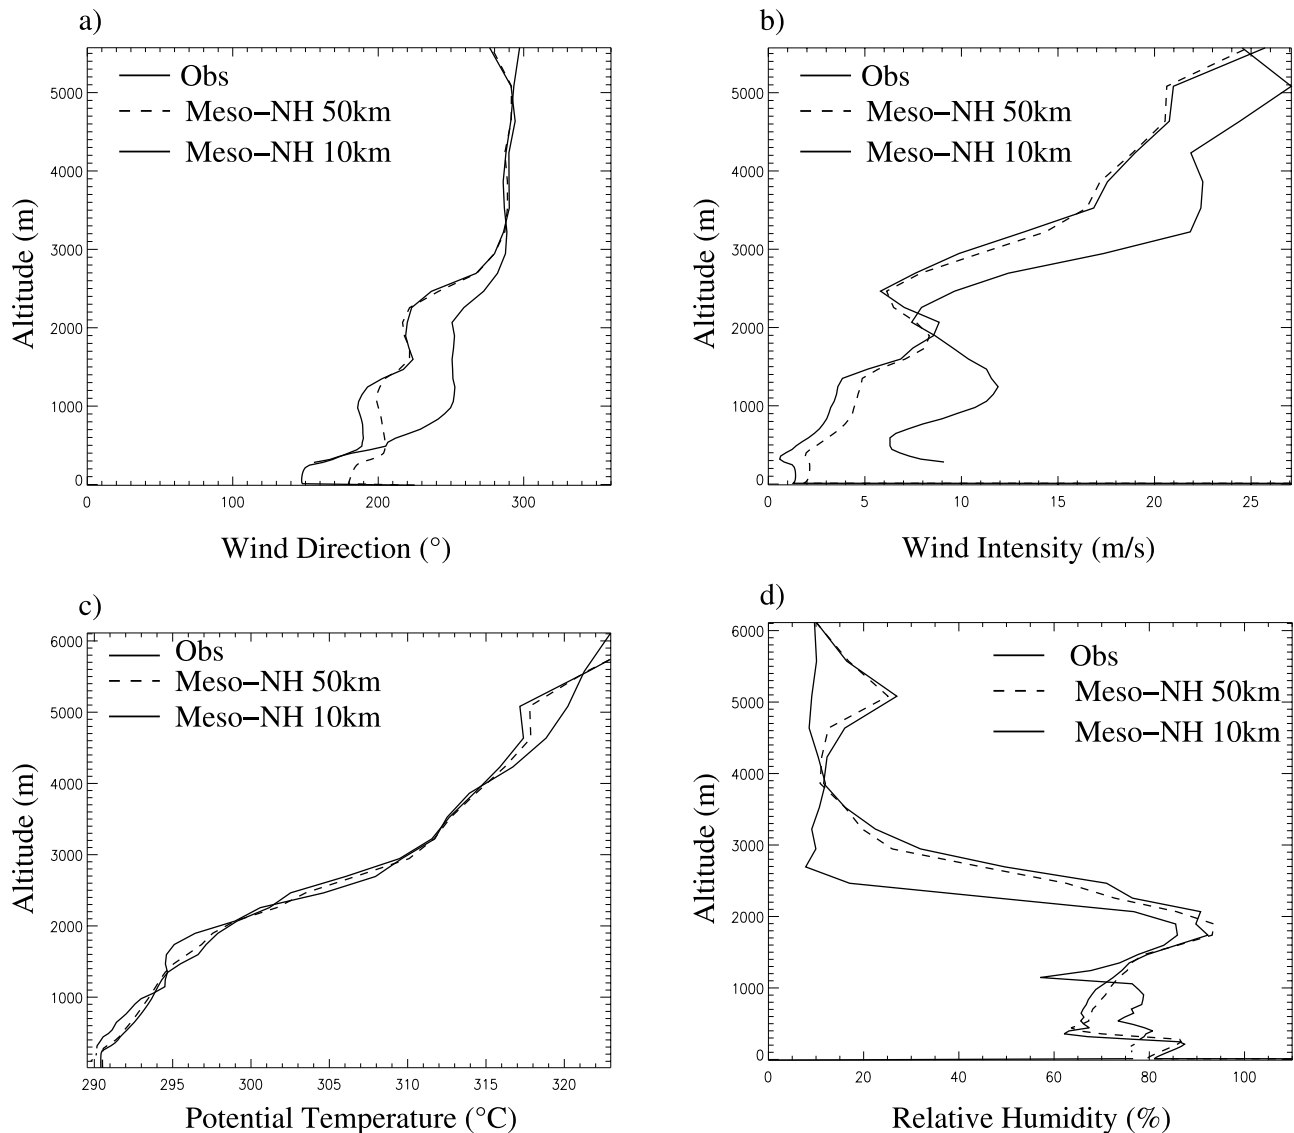 a)
Obs
Meso−NH 50km
Meso−NH 10km
5000
4000
3000
2000
1000
0
0 100 200 300
Altitude (m)
Wind Direction (°)
b)
Obs
Meso−NH 50km
Meso−NH 10km
5000
4000
3000
2000
1000
0
0 5 10 15 20 25
Altitude (m)
Wind Intensity (m/s)
c)
Obs
Meso−NH 50km
Meso−NH 10km
6000
5000
4000
3000
2000
1000
290 295 300 305 310 315 320
Altitude (m)
Potential Temperature (°C)
d)
Obs
Meso−NH 50km
Meso−NH 10km
6000
5000
4000
3000
2000
1000
0
0 20 40 60 80 100
Altitude (m)
Relative Humidity (%)